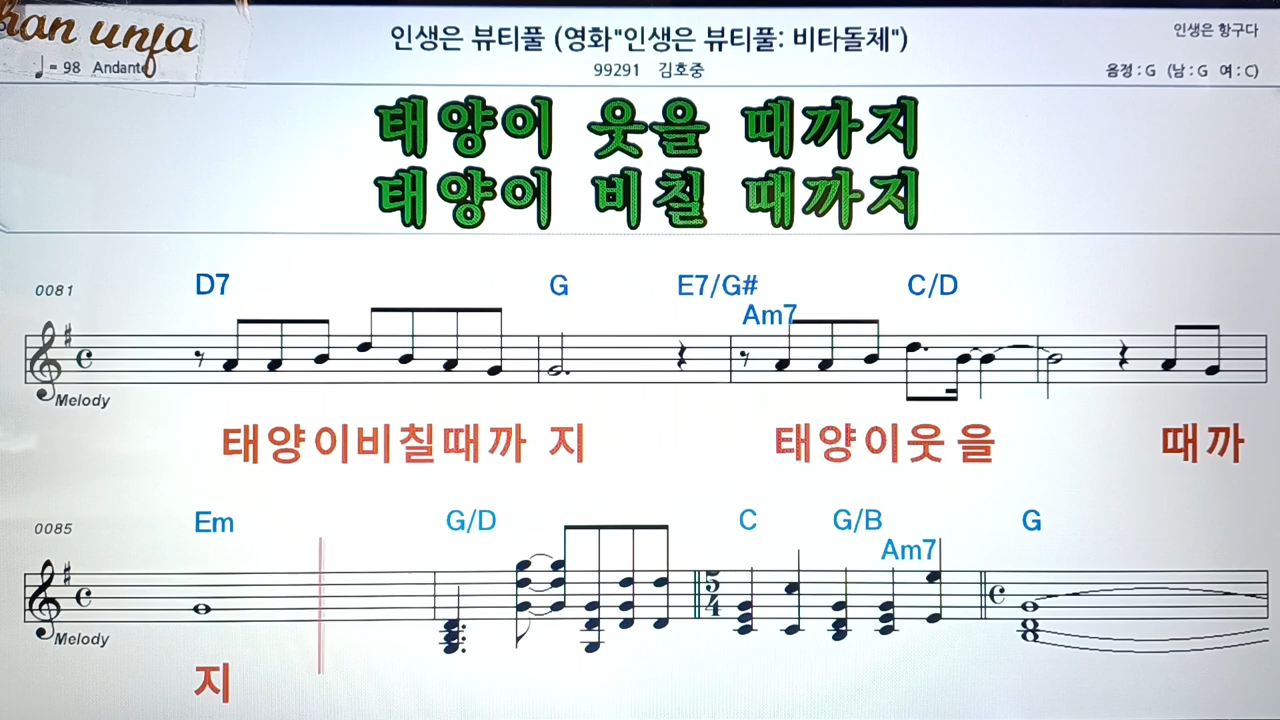 han unfa
인생은 뷰티풀 (영화"인생은 뷰티풀: 비타돌체")
인생은 항구다
♩= 98 Andante
99291 김호중
음정 : G (남 : G 여 : C)
태양이 웃을 때까지
태양이 비칠 때까지
0081 D7 G E7/G# Am7 C/D
Melody
태양이비칠때까 지 태양이웃 을 때까
0085 Em G/D C G/B Am7 G
5
4
Melody
지